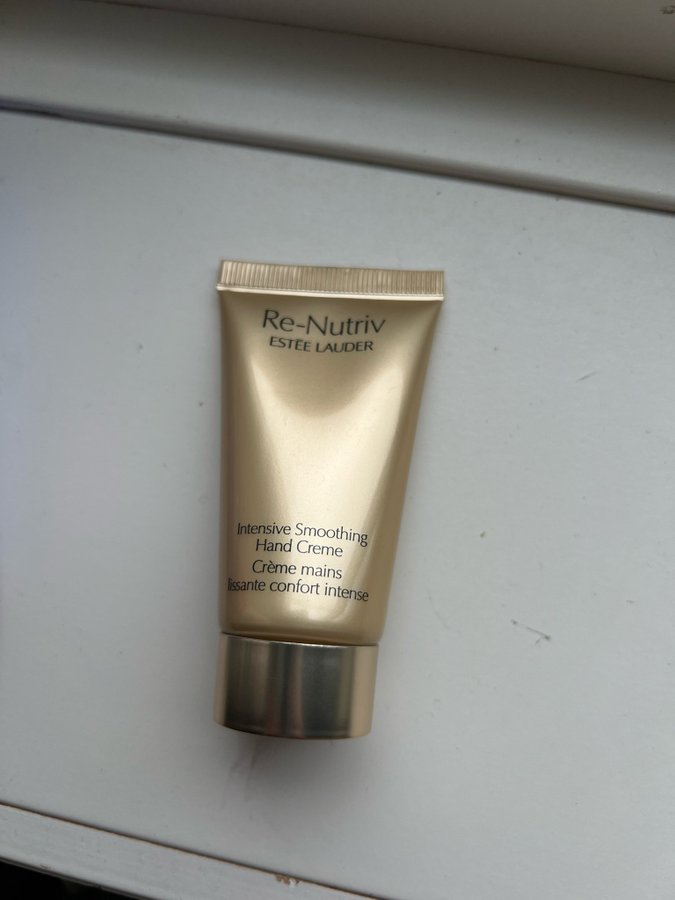 Re-Nutriv
ESTĒE LAUDER
Intensive Smoothing
Hand Creme
Crème mains
lissante confort intense